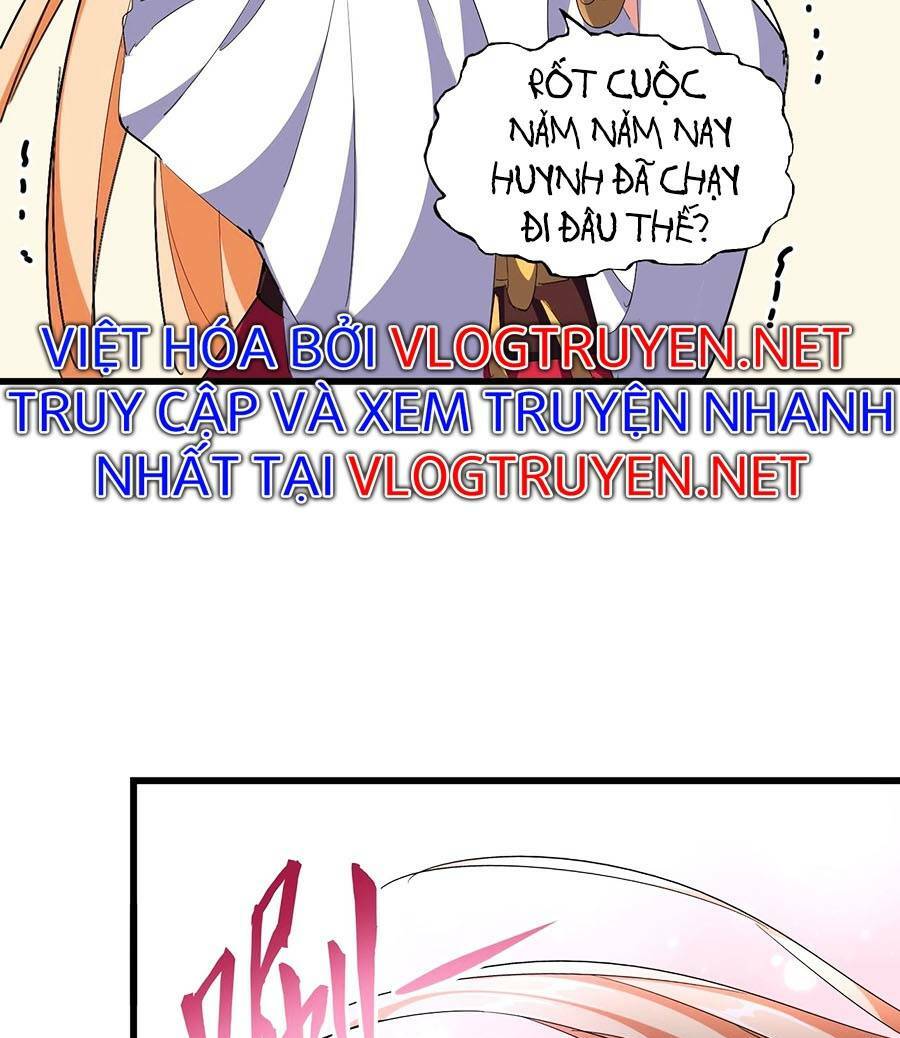 RỐT CUỘC
NĂM NĂM NAY
HUYNH ĐÃ CHẠY
ĐI ĐÂU THẾ?
VIỆT HÓA BỞI VLOGTRUYEN.NET
TRUY CẬP VÀ XEM TRUYỆN NHANH
NHẤT TẠI VLOGTRUYEN.NET